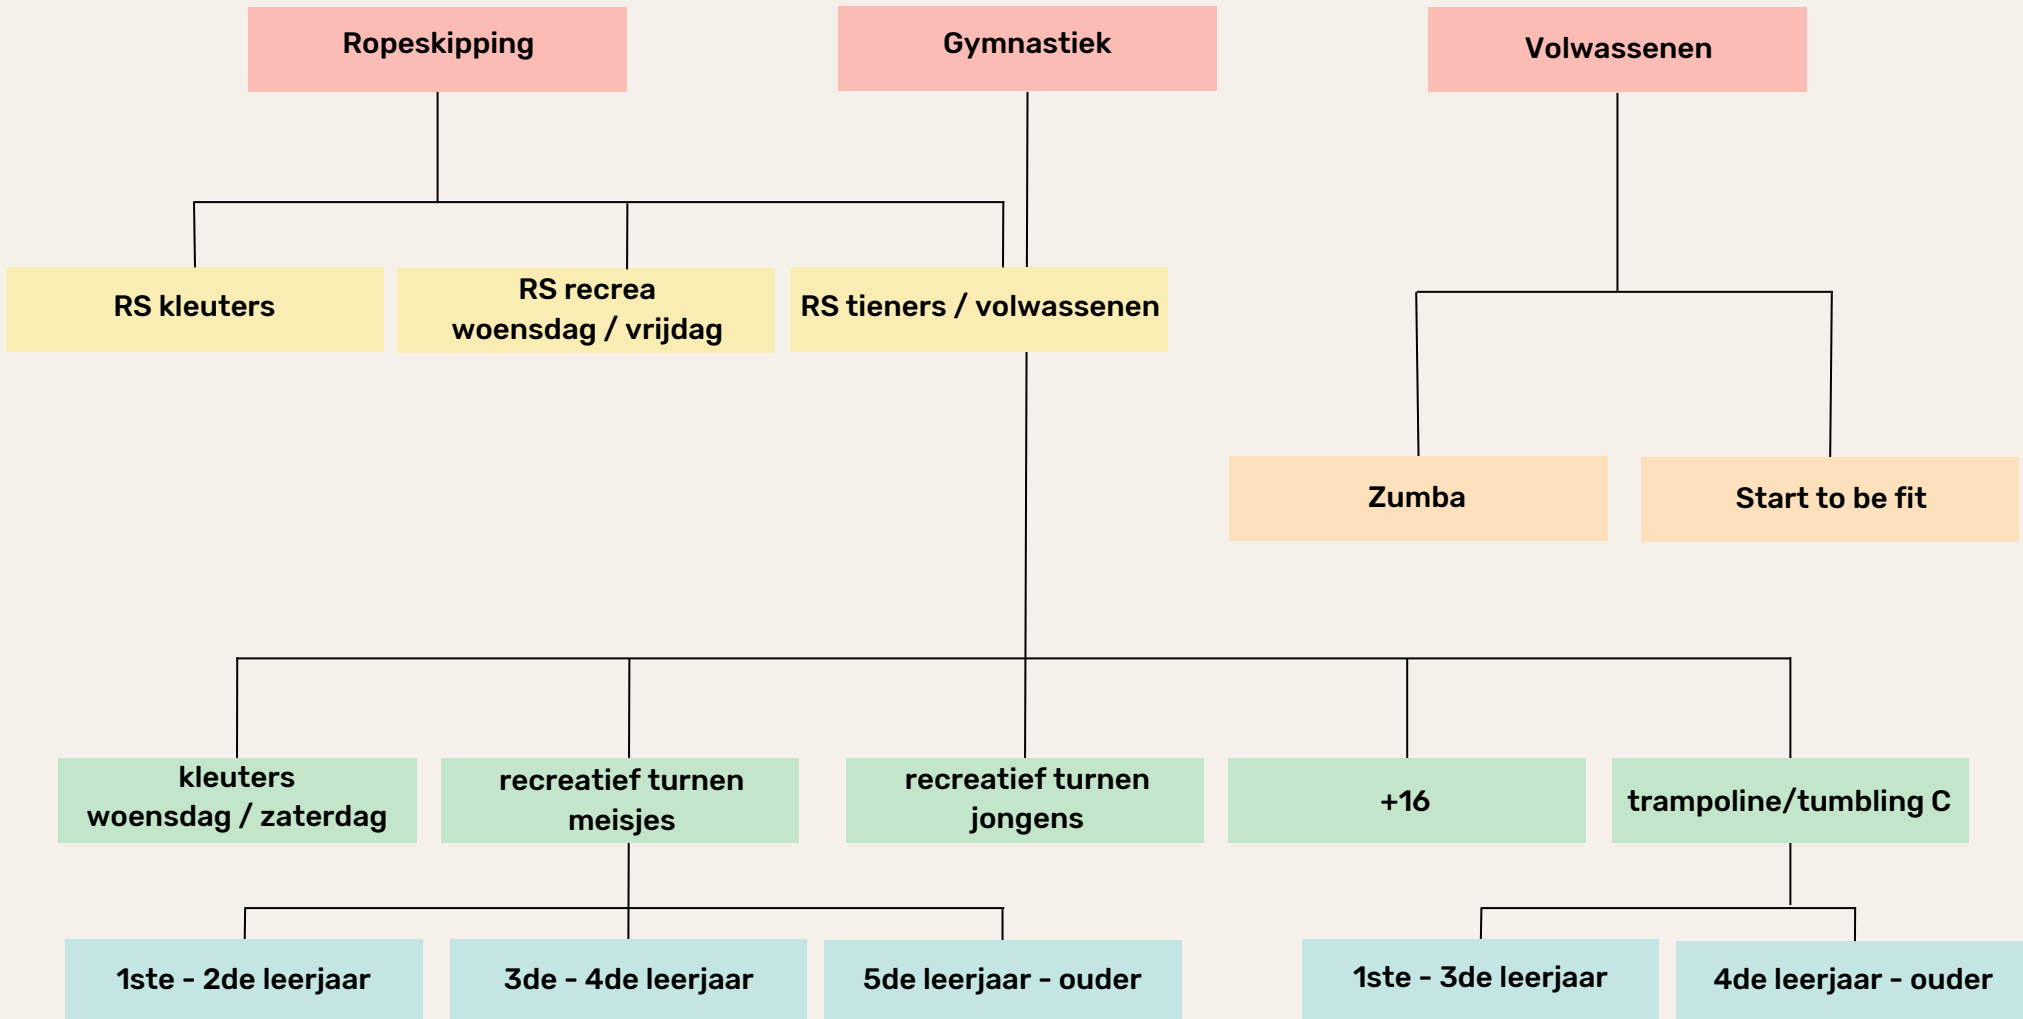 Ropeskipping
Gymnastiek
Volwassenen
RS kleuters
RS recrea
woensdag / vrijdag
RS tieners / volwassenen
Zumba
Start to be fit
kleuters
woensdag / zaterdag
recreatief turnen
meisjes
recreatief turnen
jongens
+16
trampoline/tumbling C
1ste - 2de leerjaar
3de - 4de leerjaar
5de leerjaar - ouder
1ste - 3de leerjaar
4de leerjaar - ouder